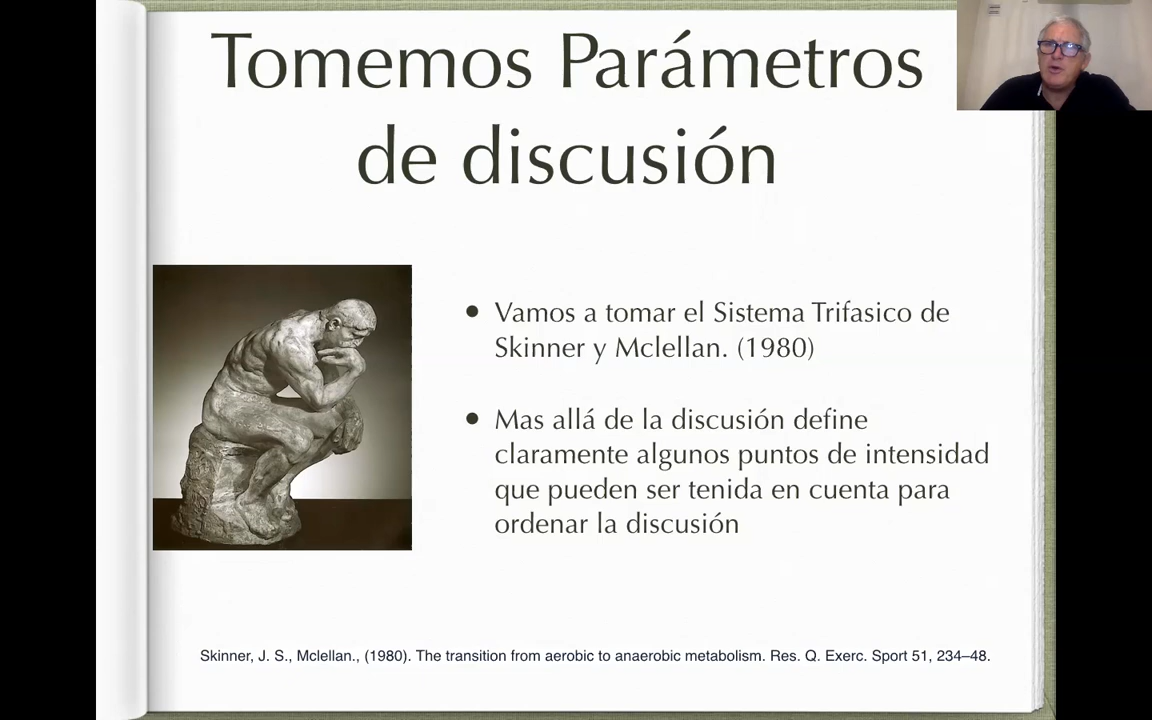 Tomemos Parámetros
de discusión
• Vamos a tomar el Sistema Trifasico de
Skinner y Mclellan. (1980)
• Mas allá de la discusión define
claramente algunos puntos de intensidad
que pueden ser tenida en cuenta para
ordenar la discusión
Skinner, J. S., Mclellan., (1980). The transition from aerobic to anaerobic metabolism. Res. Q. Exerc. Sport 51, 234–48.